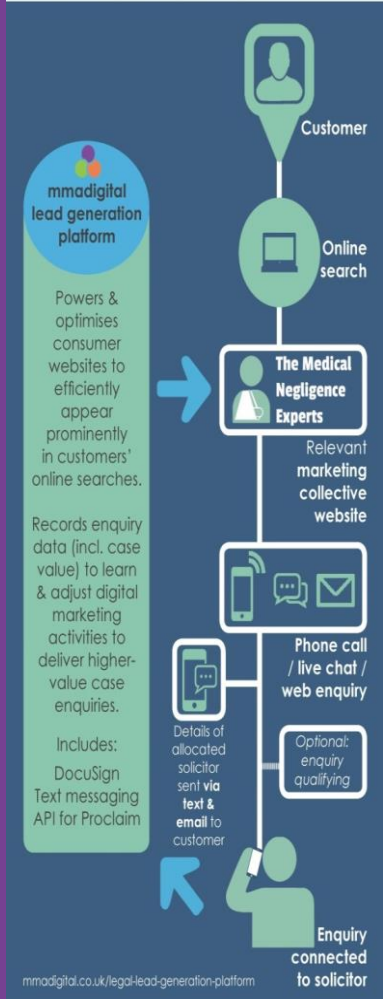 Customer
mmadigital
lead generation
platform
Online
search
Powers &
optimises
consumer
websites to
efficiently
appear
prominently
in customers'
online searches.
Records enquiry
data (incl. case
value) to learn
& adjust digital
marketing
activities to
deliver higher-
value case
enquiries.
Includes:
DocuSign
Text messaging
API for Proclaim
The Medical
Negligence
Experts
Relevant
marketing
collective
website
Phone call
/ live chat /
web enquiry
Details of
allocated
solicitor
sent via
text &
email to
customer
Optional:
enquiry
qualifying
Enquiry
connected
to solicitor
mmadigital.co.uk/legal-lead-generation-platform